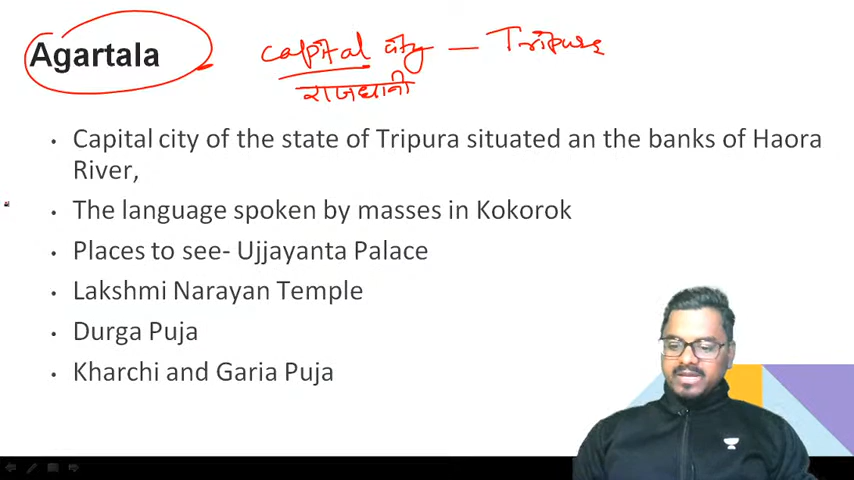 Agartala
capital city — Tripura
राजधानी
• Capital city of the state of Tripura situated an the banks of Haora
River,
• The language spoken by masses in Kokorok
• Places to see- Ujjayanta Palace
• Lakshmi Narayan Temple
• Durga Puja
• Kharchi and Garia Puja